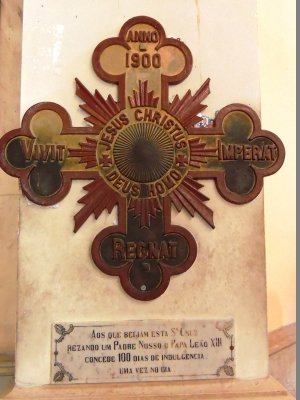 ANNO
1900
JESUS CHRISTUS
VIVIT
IMPERAT
DEUS HOMO
REGNAT
AOS QUE BEIJAM ESTA Sta CRUZ
REZANDO UM PADRE NOSSO O PAPA LEÃO XIII
CONCEDE 100 DIAS DE INDULGENCIA
UMA VEZ NO DIA